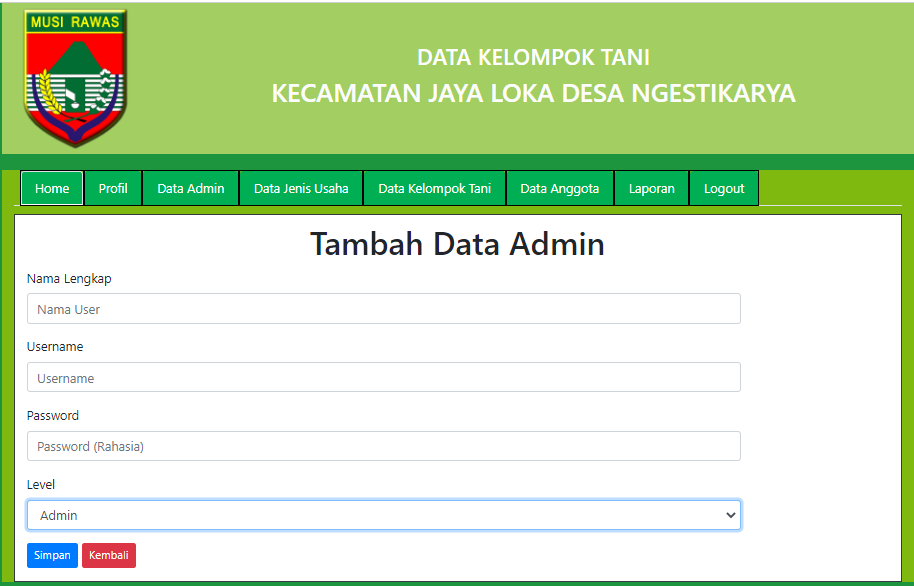 MUSI RAWAS
DATA KELOMPOK TANI
KECAMATAN JAYA LOKA DESA NGESTIKARYA
Home Profil Data Admin Data Jenis Usaha Data Kelompok Tani Data Anggota Laporan Logout
Tambah Data Admin
Nama Lengkap
Nama User
Username
Username
Password
Password (Rahasia)
Level
Admin
Simpan Kembali